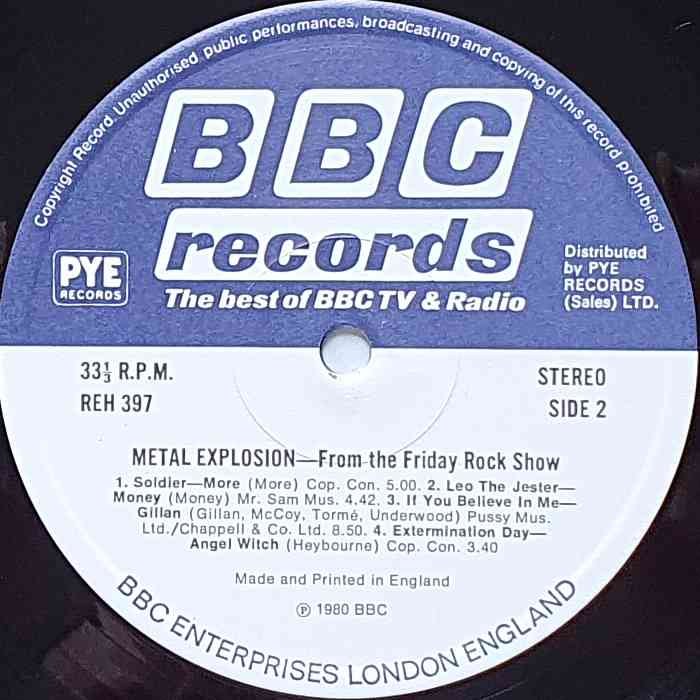 Copyright Record. Unauthorised public performances, broadcasting and copying of this record prohibited
BBC
records
The best of BBC TV & Radio
PYE
RECORDS
Distributed
by PYE
RECORDS
(Sales) LTD.
33⅓ R.P.M.
REH 397
STEREO
SIDE 2
METAL EXPLOSION—From the Friday Rock Show
1. Soldier—More (More) Cop. Con. 5.00. 2. Leo The Jester—
Money (Money) Mr. Sam Mus. 4.42. 3. If You Believe In Me—
Gillan (Gillan, McCoy, Tormé, Underwood) Pussy Mus.
Ltd./Chappell & Co. Ltd. 8.50. 4. Extermination Day—
Angel Witch (Heybourne) Cop. Con. 3.40
Made and Printed in England
℗ 1980 BBC
BBC ENTERPRISES LONDON ENGLAND